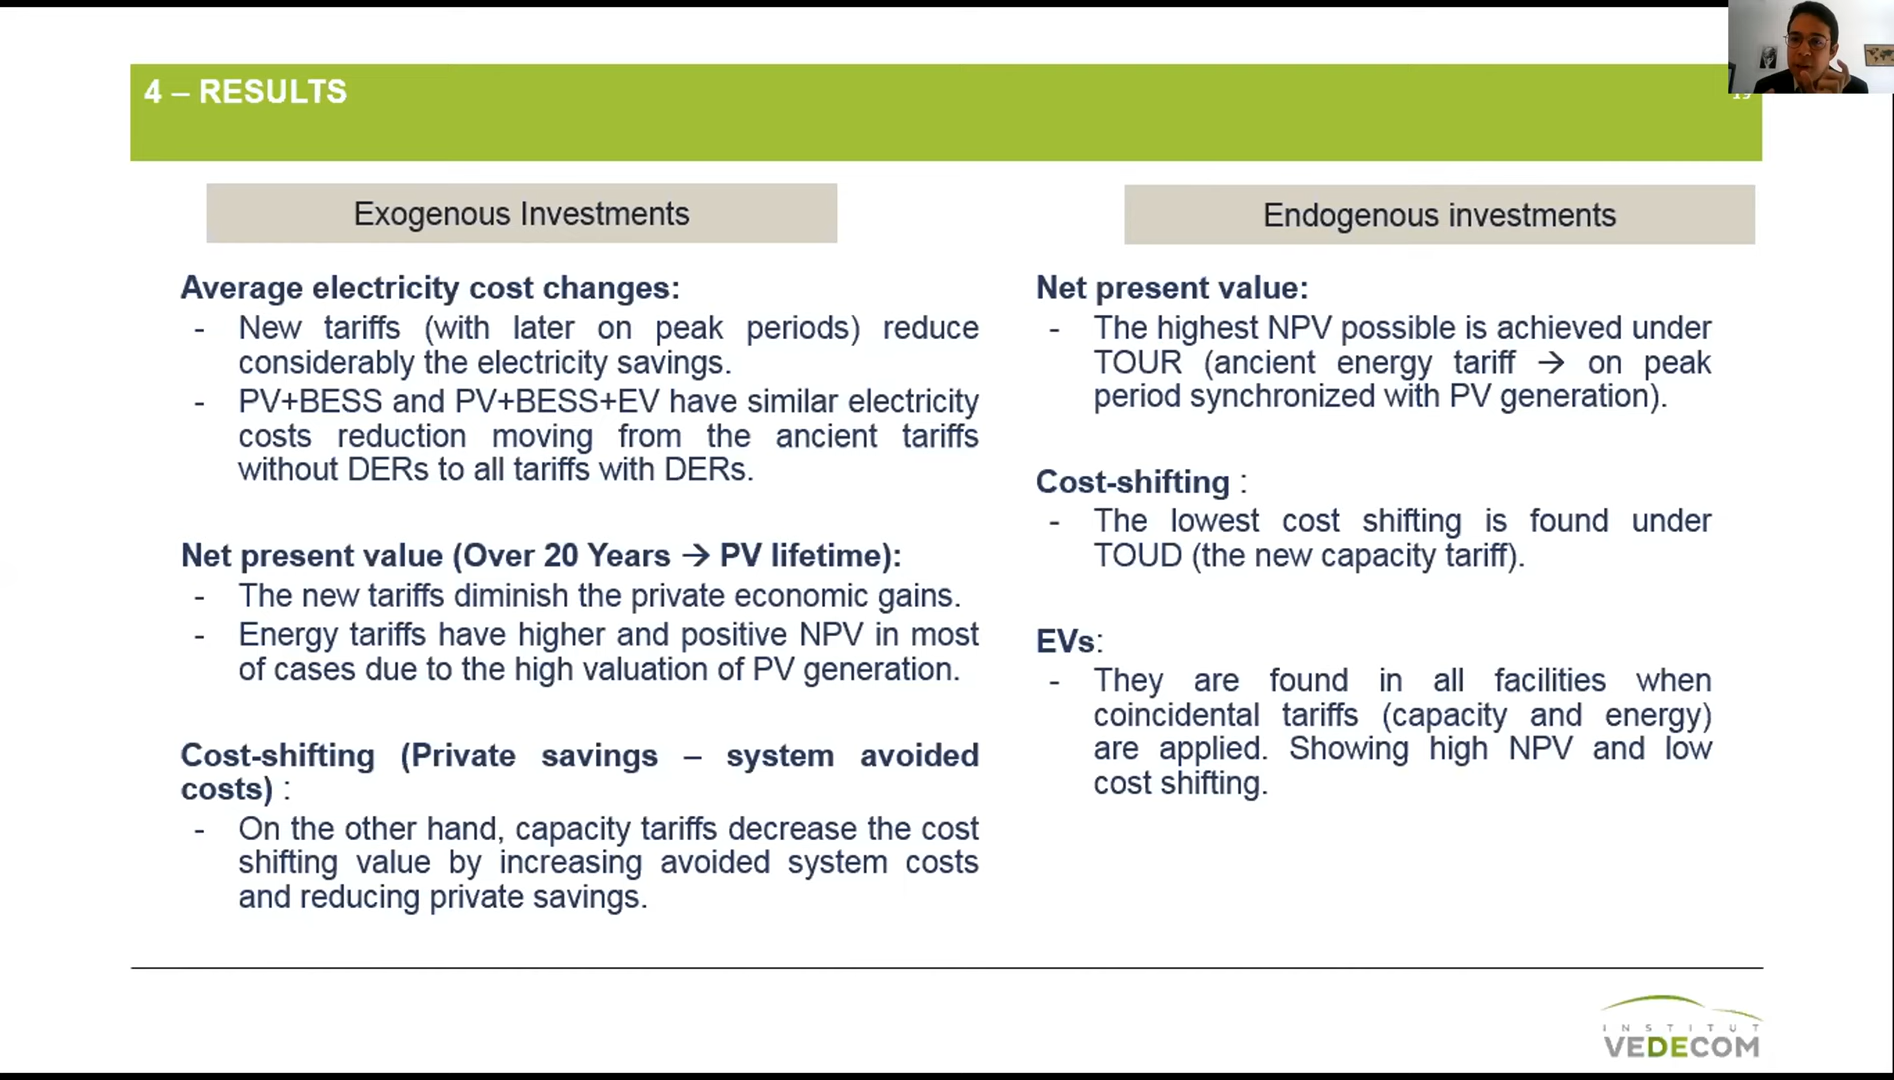 4 – RESULTS
Exogenous Investments
Average electricity cost changes:
- New tariffs (with later on peak periods) reduce
considerably the electricity savings.
- PV+BESS and PV+BESS+EV have similar electricity
costs reduction moving from the ancient tariffs
without DERs to all tariffs with DERs.
Net present value (Over 20 Years → PV lifetime):
- The new tariffs diminish the private economic gains.
- Energy tariffs have higher and positive NPV in most
of cases due to the high valuation of PV generation.
Cost-shifting (Private savings – system avoided
costs) :
- On the other hand, capacity tariffs decrease the cost
shifting value by increasing avoided system costs
and reducing private savings.
Endogenous investments
Net present value:
- The highest NPV possible is achieved under
TOUR (ancient energy tariff → on peak
period synchronized with PV generation).
Cost-shifting :
- The lowest cost shifting is found under
TOUD (the new capacity tariff).
EVs:
- They are found in all facilities when
coincidental tariffs (capacity and energy)
are applied. Showing high NPV and low
cost shifting.
INSTITUT
VEDECOM